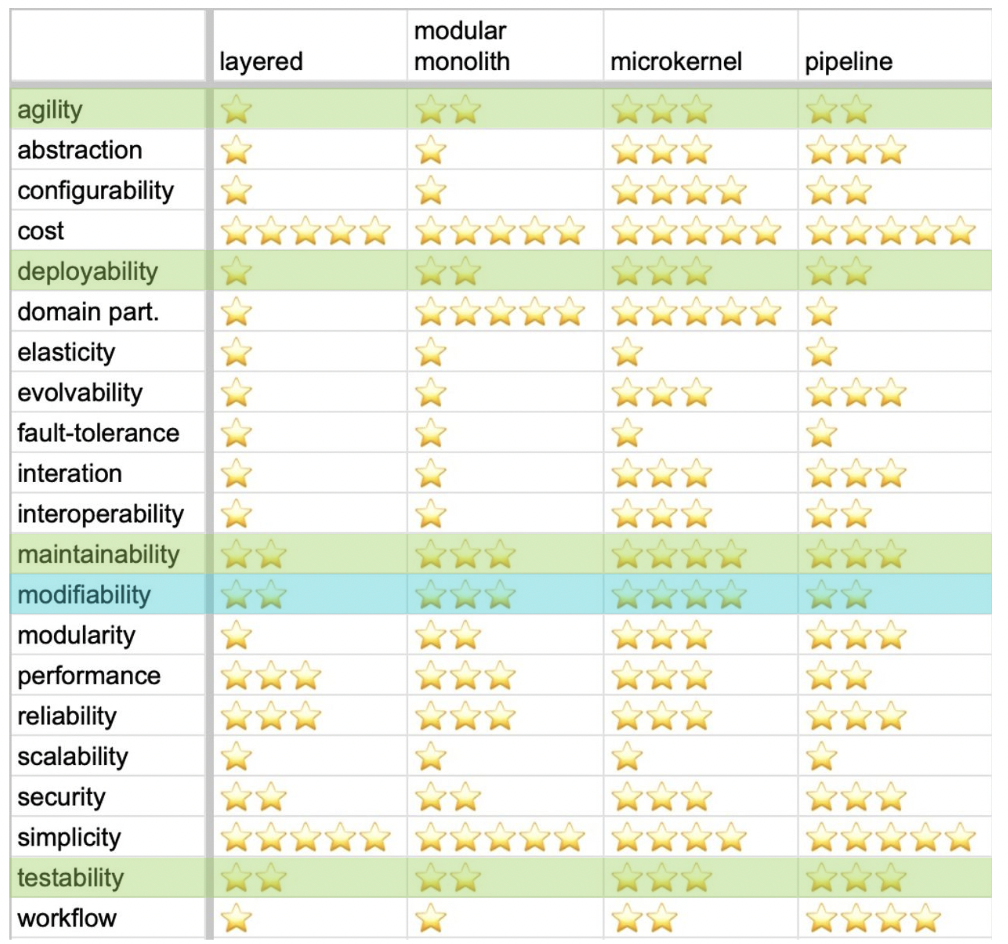 layered modular monolith microkernel pipeline
agility
abstraction
configurability
cost
deployability
domain part.
elasticity
evolvability
fault-tolerance
interation
interoperability
maintainability
modifiability
modularity
performance
reliability
scalability
security
simplicity
testability
workflow